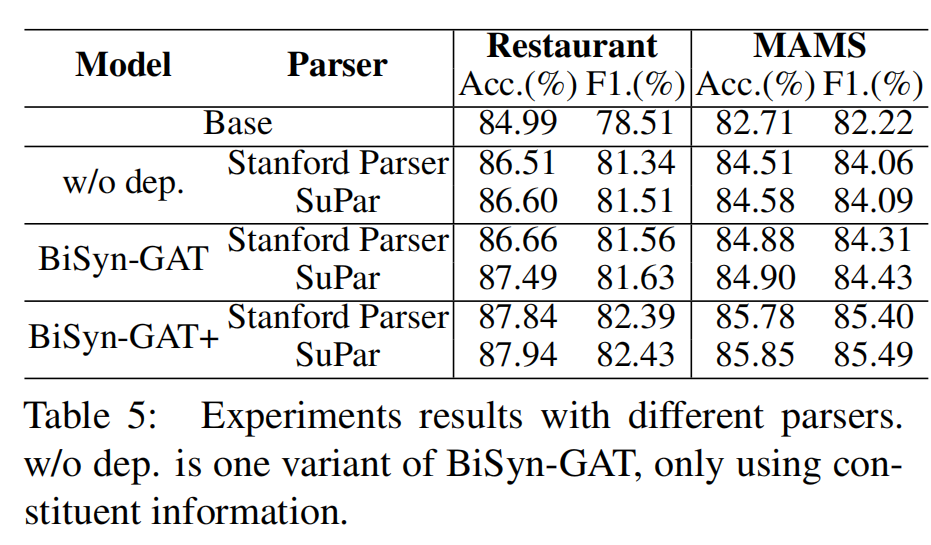 Model Parser Restaurant MAMS
Acc.(%) F1.(%) Acc.(%) F1.(%)
Base 84.99 78.51 82.71 82.22
w/o dep. Stanford Parser 86.51 81.34 84.51 84.06
SuPar 86.60 81.51 84.58 84.09
BiSyn-GAT Stanford Parser 86.66 81.56 84.88 84.31
SuPar 87.49 81.63 84.90 84.43
BiSyn-GAT+ Stanford Parser 87.84 82.39 85.78 85.40
SuPar 87.94 82.43 85.85 85.49
Table 5: Experiments results with different parsers.
w/o dep. is one variant of BiSyn-GAT, only using con-
stituent information.